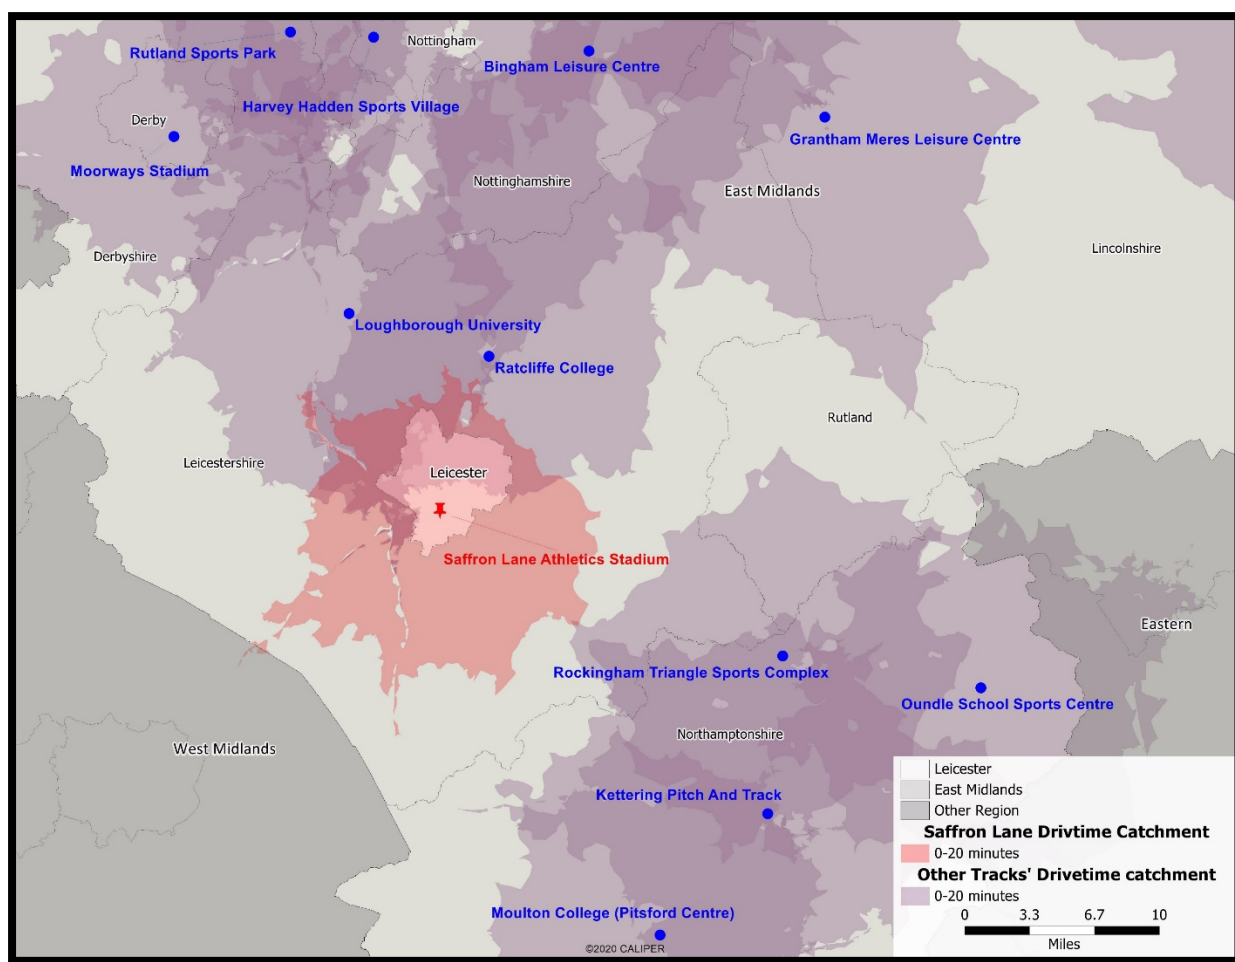 Nottingham
Rutland Sports Park
Bingham Leisure Centre
Harvey Hadden Sports Village
Derby
Grantham Meres Leisure Centre
Moorways Stadium
Nottinghamshire
East Midlands
Derbyshire
Lincolnshire
Loughborough University
Ratcliffe College
Rutland
Leicestershire
Leicester
Saffron Lane Athletics Stadium
Eastern
Rockingham Triangle Sports Complex
Oundle School Sports Centre
Northamptonshire
West Midlands
Kettering Pitch And Track
Moulton College (Pitsford Centre)
©2020 CALIPER
Leicester
East Midlands
Other Region
Saffron Lane Drivtime Catchment
0-20 minutes
Other Tracks' Drivetime catchment
0-20 minutes
0 3.3 6.7 10
Miles